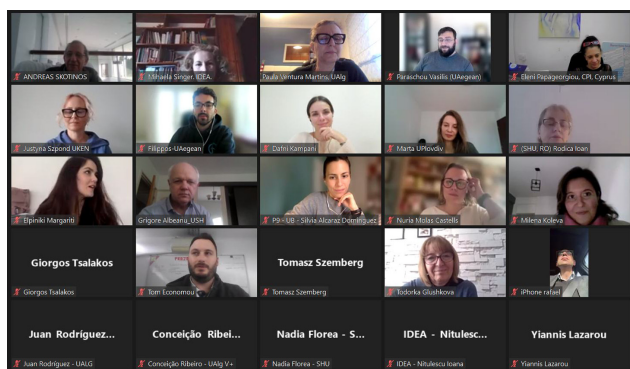 ANDREAS SKOTINOS
Mihaela Singer, IDEA.
Paula Ventura Martins, UAlg
Paraschou Vasilis (UAegean)
Eleni Papageorgiou, CPI, Cyprus
Justyna Szpond UKEN
Filippos-UAegean
Dafni Kampani
Marta UPlovdiv
(SHU, RO) Rodica Ioan
Elpiniki Margariti
Grigore Albeanu_USH
P9 - UB - Silvia Alcaraz Domínguez
Nuria Molas Castells
Milena Koleva
Giorgos Tsalakos
Tomasz Szemberg
Giorgos Tsalakos
Tom Economou
Tomasz Szemberg
Todorka Glushkova
iPhone rafael
Juan Rodríguez...
Conceição Ribei...
Nadia Florea - S...
IDEA - Nitulesc...
Yiannis Lazarou
Juan Rodríguez - UALG
Conceição Ribeiro - UAlg V+
Nadia Florea - SHU
IDEA - Nitulescu Ioana
Yiannis Lazarou